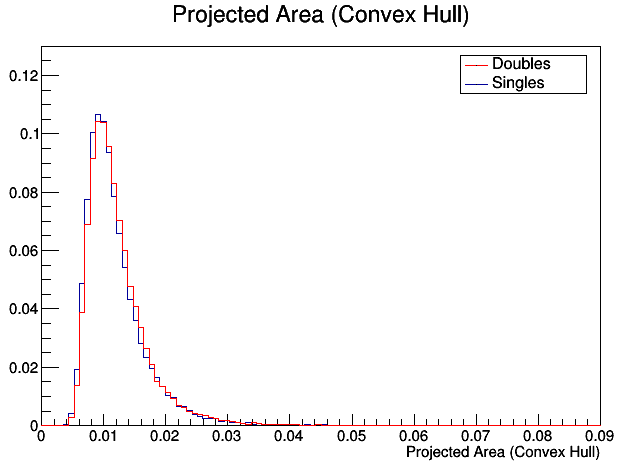 Projected Area (Convex Hull)
Doubles
Singles
0.12
0.1
0.08
0.06
0.04
0.02
0
0 0.01 0.02 0.03 0.04 0.05 0.06 0.07 0.08 0.09
Projected Area (Convex Hull)